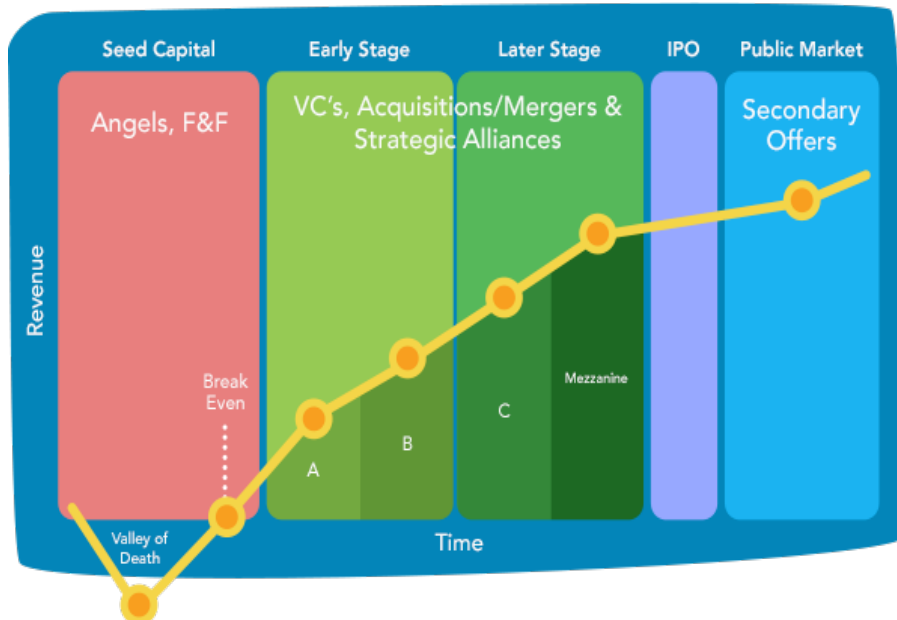 Seed Capital
Early Stage
Later Stage
IPO
Public Market
Angels, F&F
VC's, Acquisitions/Mergers &
Strategic Alliances
Secondary
Offers
Revenue
Break
Even
Mezzanine
C
B
A
Valley of
Death
Time